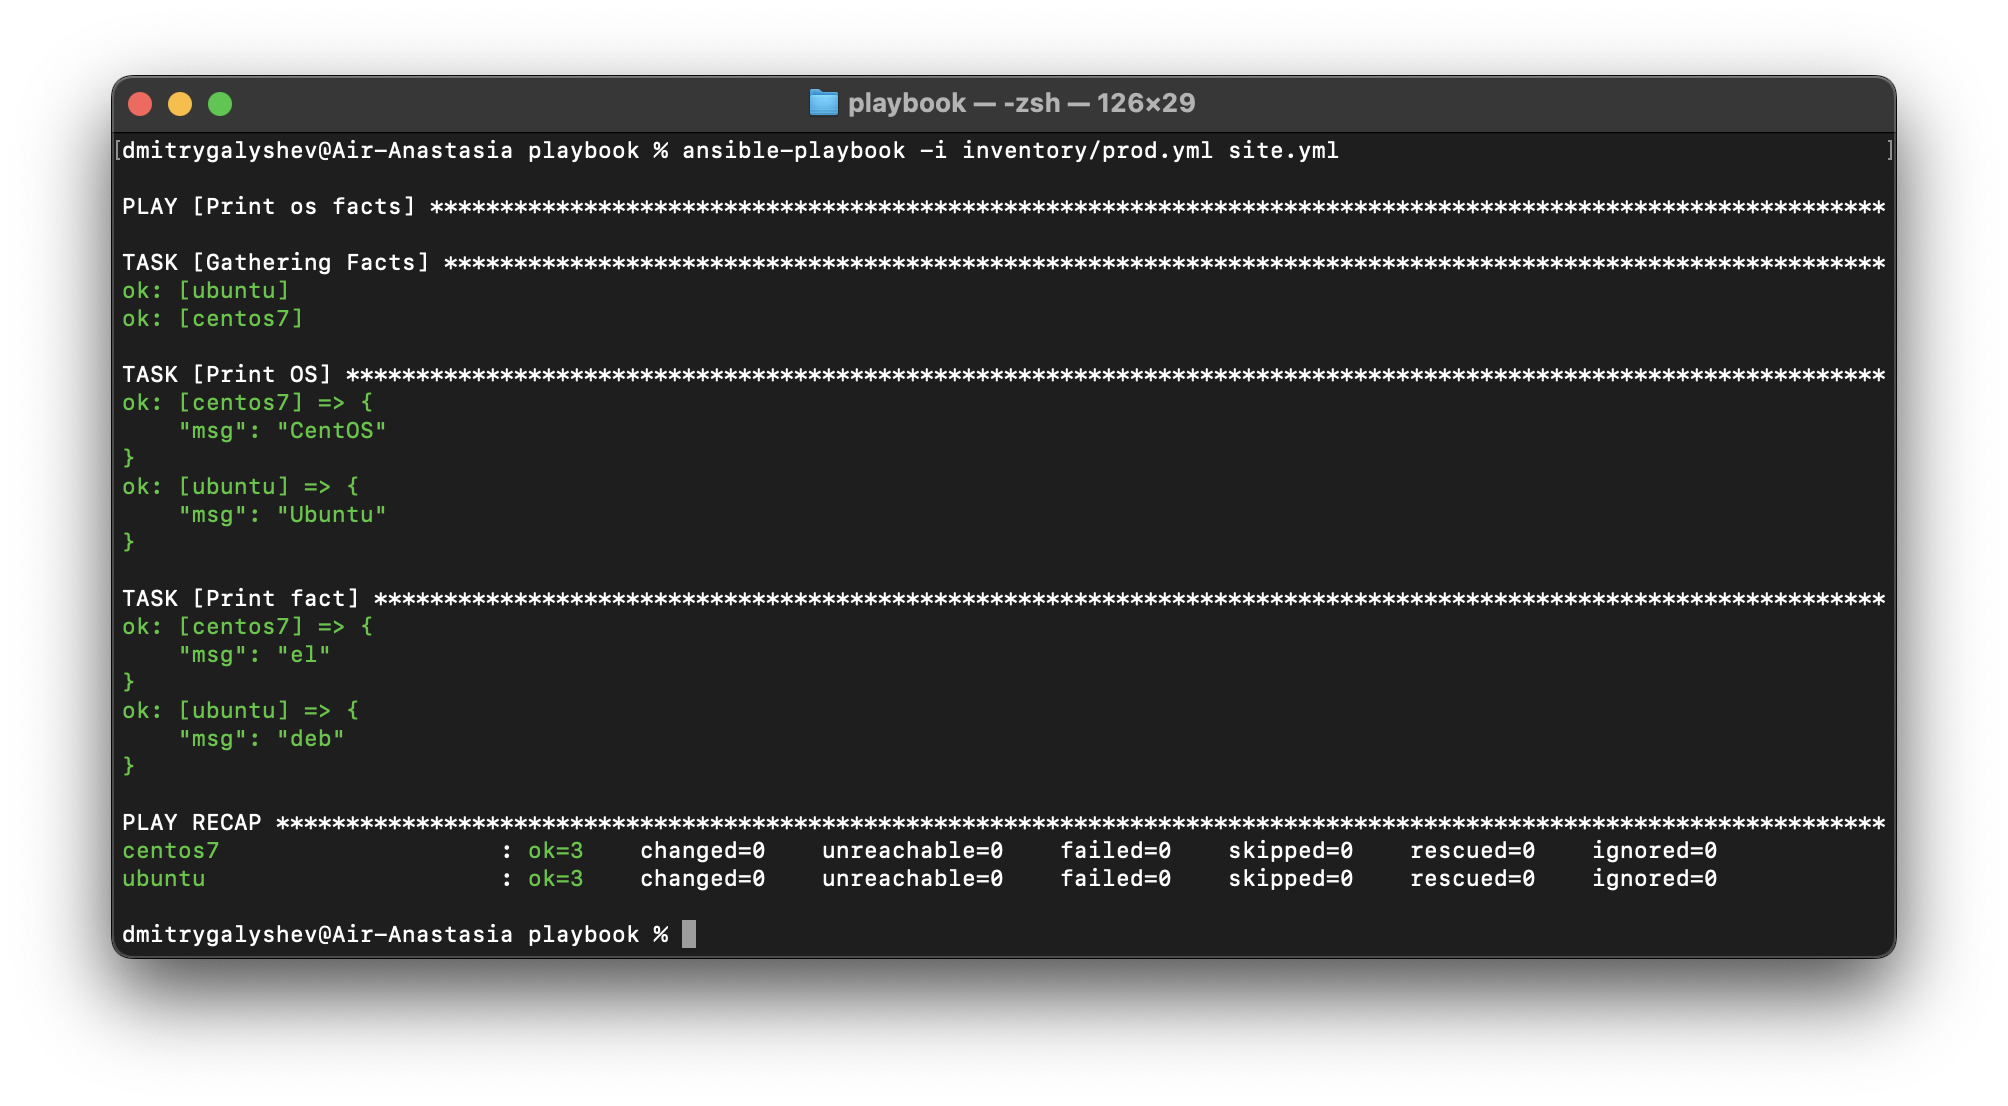 playbook — -zsh — 126×29
[dmitrygalyshev@Air-Anastasia playbook % ansible-playbook -i inventory/prod.yml site.yml ]
PLAY [Print os facts] ********************************************************************************************************
TASK [Gathering Facts] *******************************************************************************************************
ok: [ubuntu]
ok: [centos7]
TASK [Print OS] **************************************************************************************************************
ok: [centos7] => {
    "msg": "CentOS"
}
ok: [ubuntu] => {
    "msg": "Ubuntu"
}
TASK [Print fact] ************************************************************************************************************
ok: [centos7] => {
    "msg": "el"
}
ok: [ubuntu] => {
    "msg": "deb"
}
PLAY RECAP *******************************************************************************************************************
centos7                    : ok=3    changed=0    unreachable=0    failed=0    skipped=0    rescued=0    ignored=0
ubuntu                     : ok=3    changed=0    unreachable=0    failed=0    skipped=0    rescued=0    ignored=0
dmitrygalyshev@Air-Anastasia playbook %